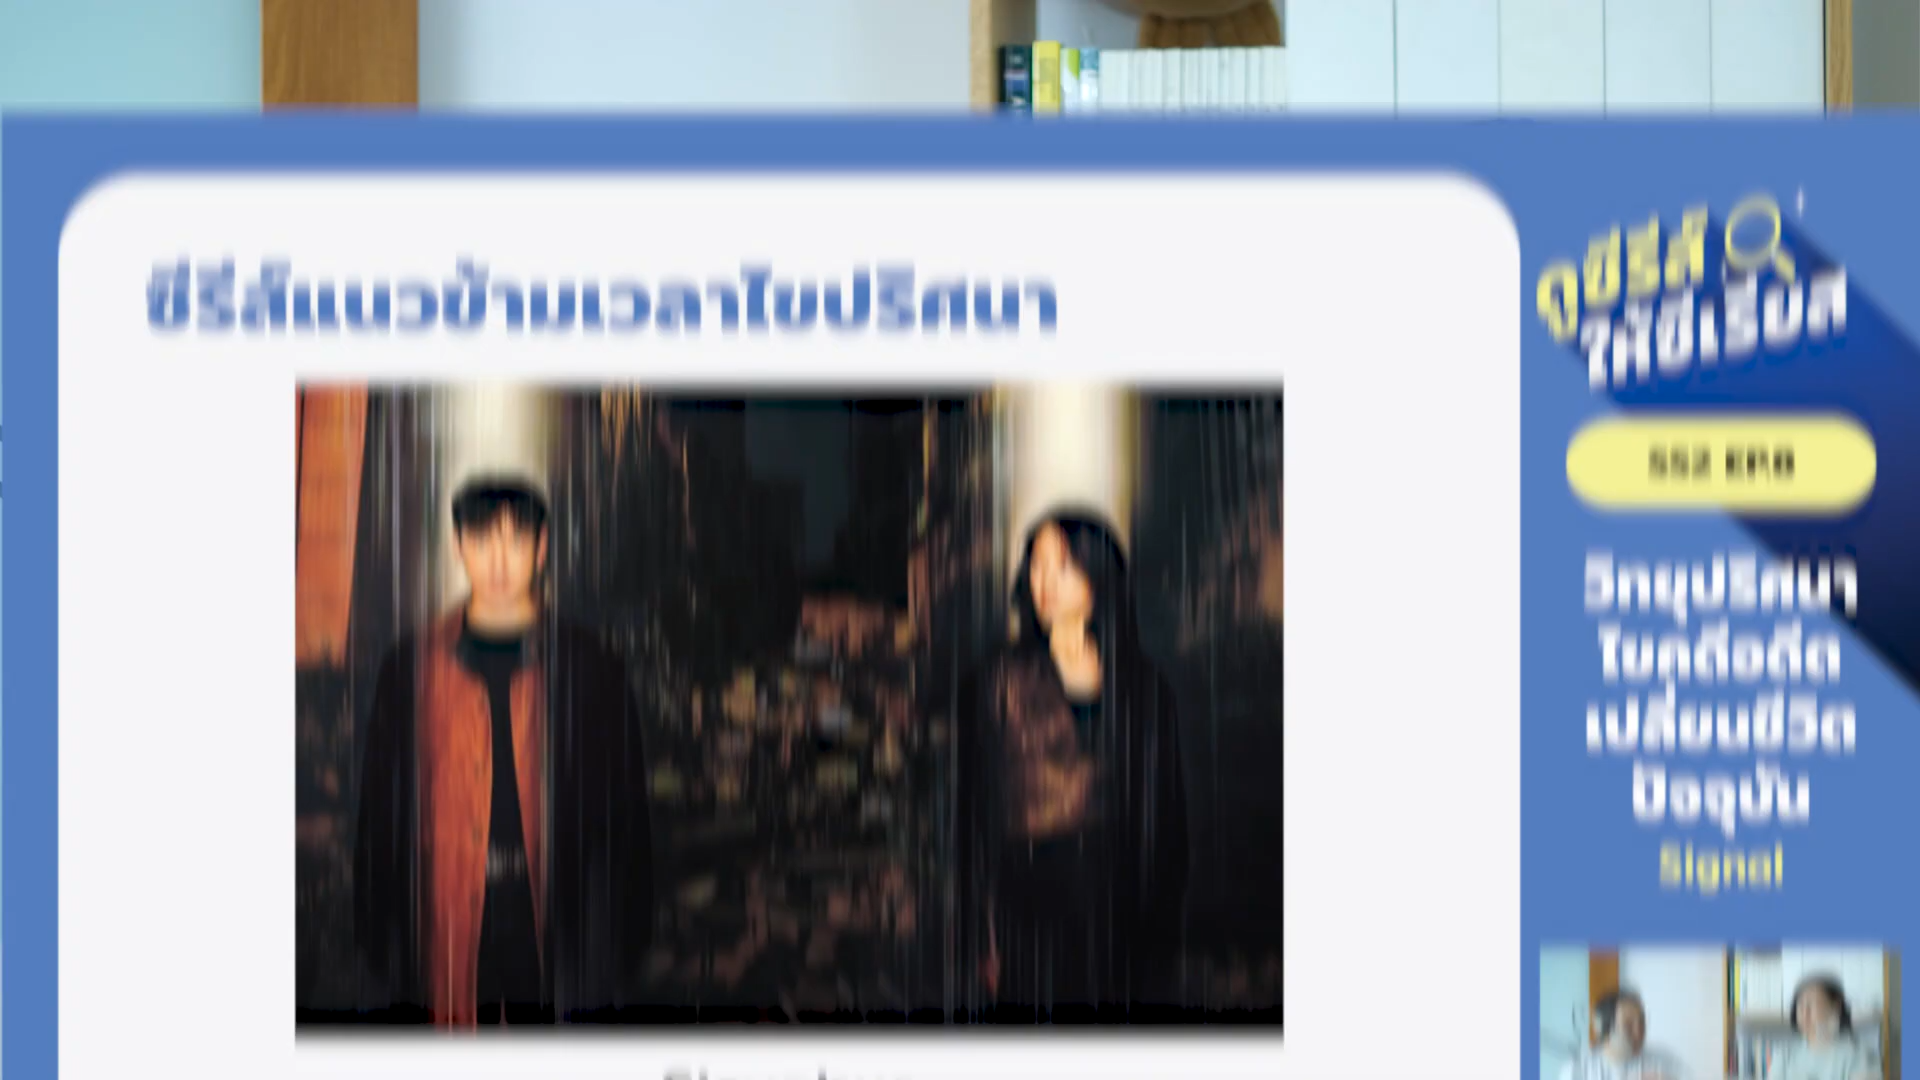 ซีรีส์แนวข้ามเวลาไขปริศนา
ดูซีรีส์
ให้ซีเรียส
SS2 EP.8
วิทยุปริศนา
ไขคดีอดีต
เปลี่ยนชีวิต
ปัจจุบัน
Signal